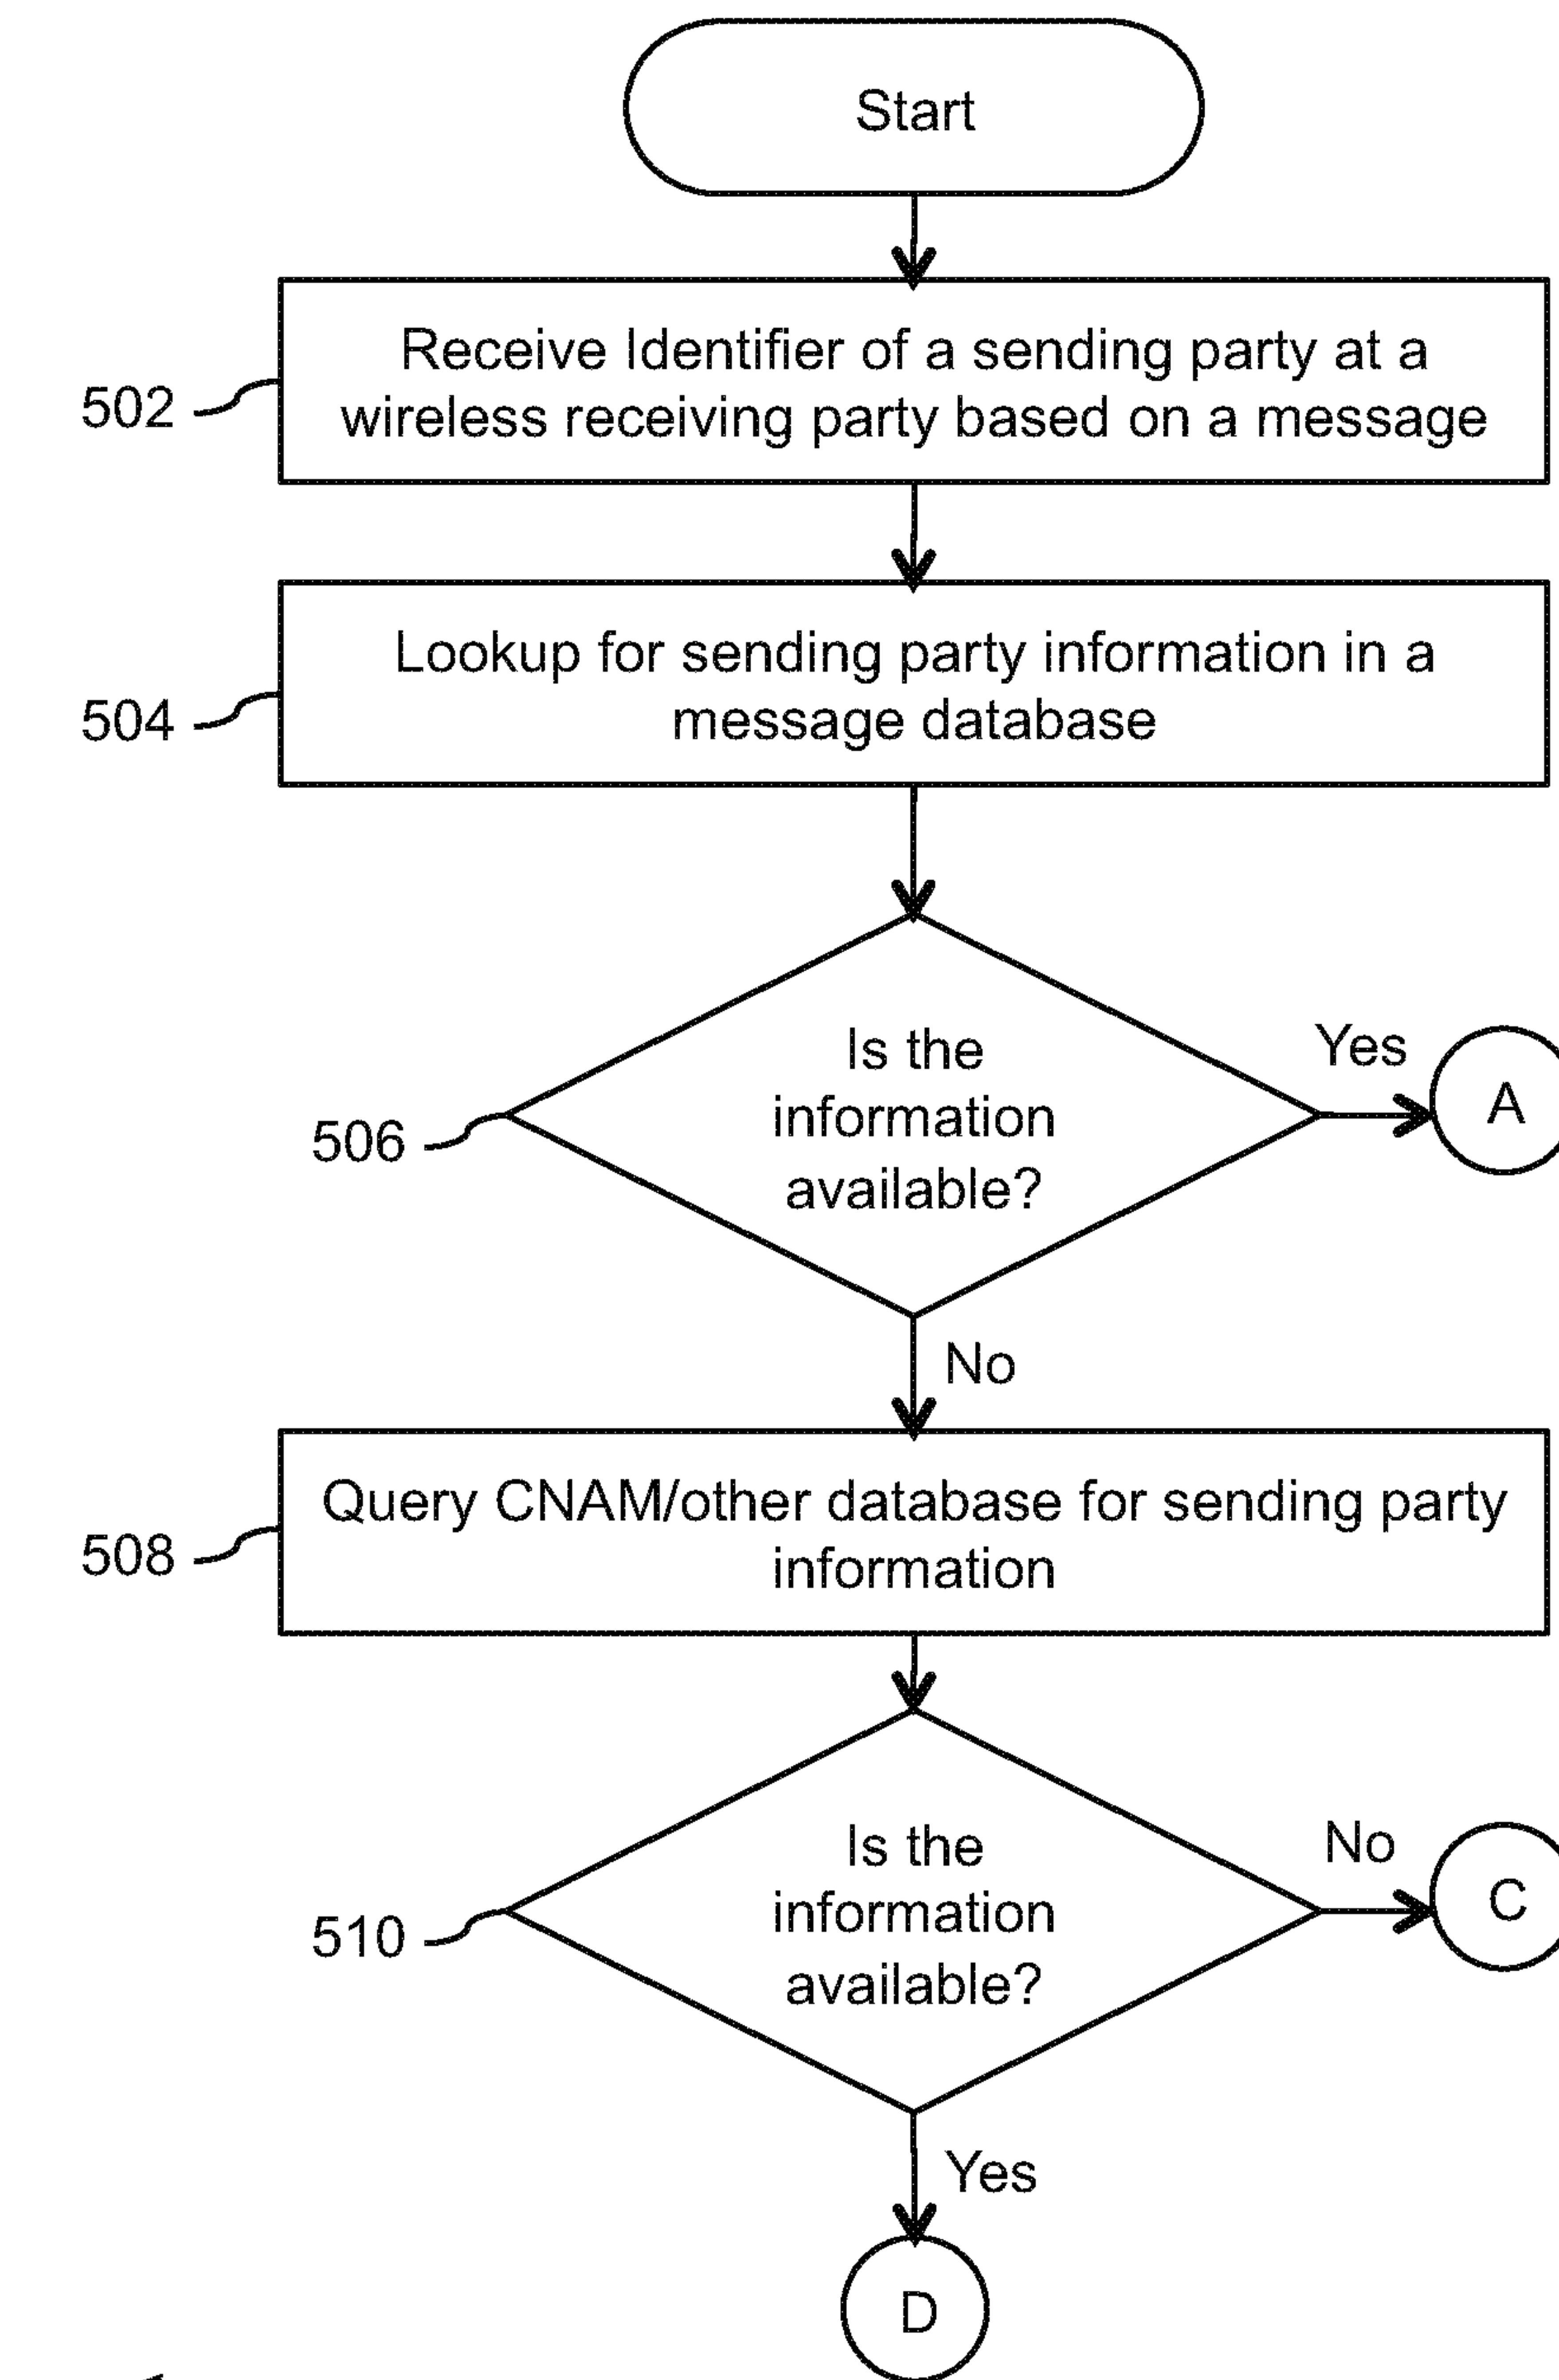 Start
502
Receive Identifier of a sending party at a
wireless receiving party based on a message
504
Lookup for sending party information in a
message database
506
Is the
information
available?
Yes
A
No
508
Query CNAM/other database for sending party
information
510
Is the
information
available?
No
C
Yes
D